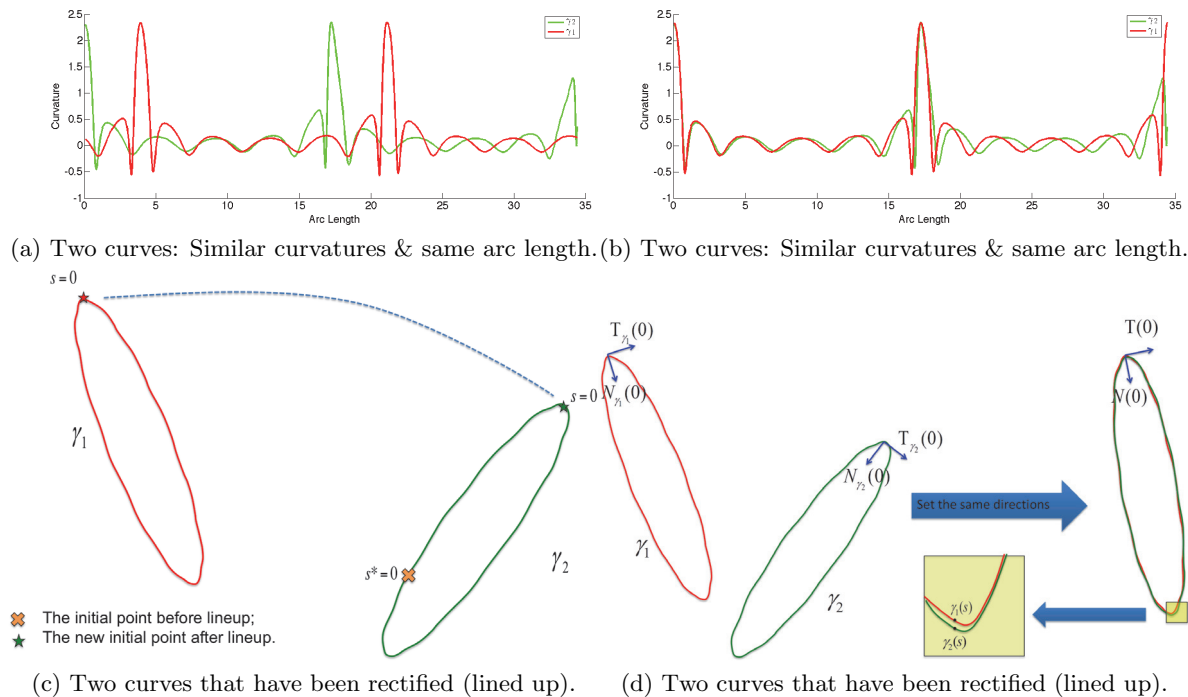 2.5
2
1.5
1
0.5
0
-0.5
-1
Curvature
0 5 10 15 20 25 30 35
Arc Length
γ2
γ1
2.5
2
1.5
1
0.5
0
-0.5
-1
Curvature
0 5 10 15 20 25 30 35
Arc Length
γ2
γ1
(a) Two curves: Similar curvatures & same arc length.
(b) Two curves: Similar curvatures & same arc length.
s = 0
γ₁
s = 0
γ₂
s* = 0
The initial point before lineup;
The new initial point after lineup.
T_γ₁(0)
N_γ₁(0)
γ₁
T_γ₂(0)
N_γ₂(0)
γ₂
Set the same directions
T(0)
N(0)
γ₁(s)
γ₂(s)
(c) Two curves that have been rectified (lined up).
(d) Two curves that have been rectified (lined up).